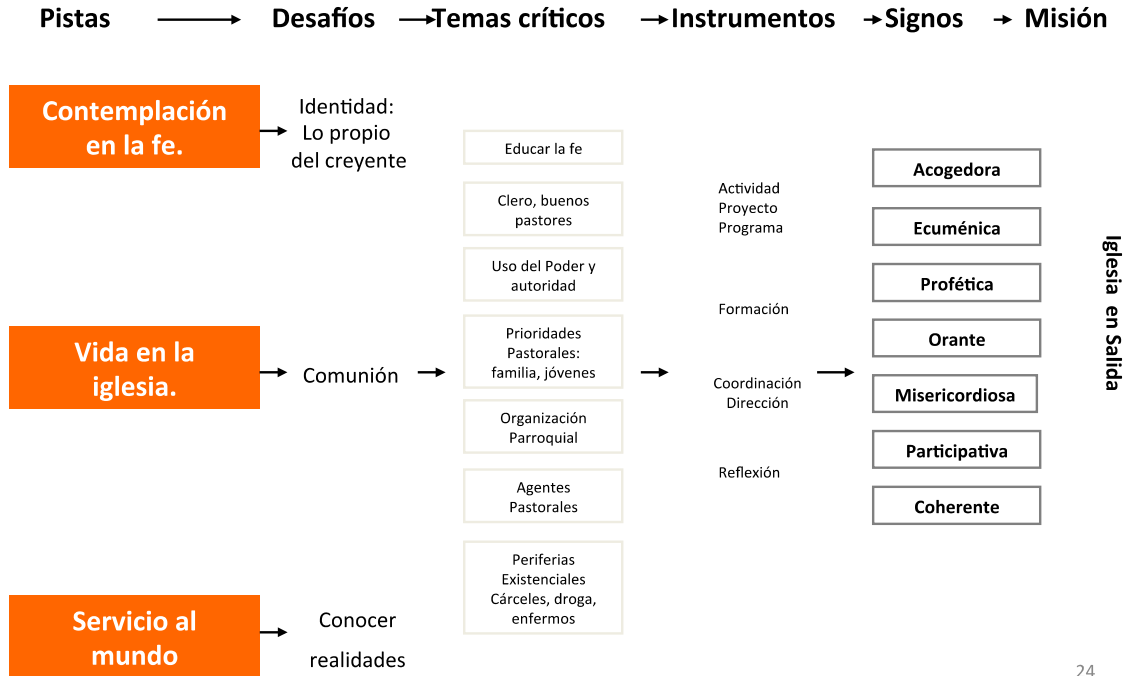 Pistas
Desafíos
Temas críticos
Instrumentos
Signos
Misión
Contemplación
en la fe.
Identidad:
Lo propio
del creyente
Vida en la
iglesia.
Comunión
Servicio al
mundo
Conocer
realidades
Educar la fe
Clero, buenos
pastores
Uso del Poder y
autoridad
Prioridades
Pastorales:
familia, jóvenes
Organización
Parroquial
Agentes
Pastorales
Periferias
Existenciales
Cárceles, droga,
enfermos
Actividad
Proyecto
Programa
Formación
Coordinación
Dirección
Reflexión
Acogedora
Ecuménica
Profética
Orante
Misericordiosa
Participativa
Coherente
Iglesia en Salida
24